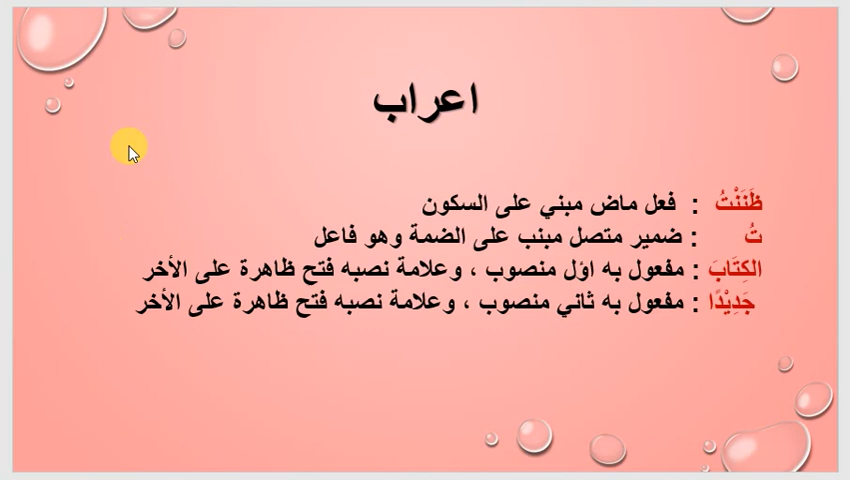 اعراب
ظَنَنْتُ : فعل ماض مبني على السكون
تُ : ضمير متصل مبنب على الضمة وهو فاعل
الكِتَابَ : مفعول به اؤل منصوب ، وعلامة نصبه فتح ظاهرة على الأخر
جَدِيْدًا : مفعول به ثاني منصوب ، وعلامة نصبه فتح ظاهرة على الأخر